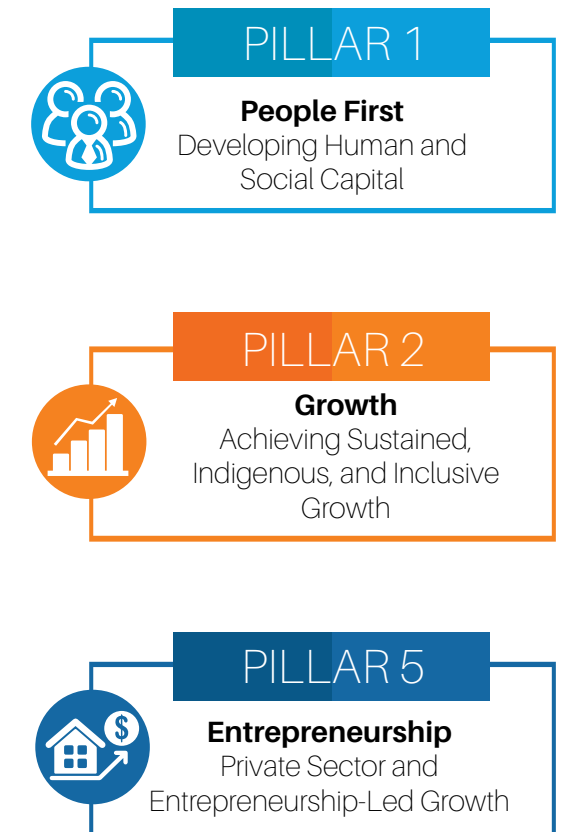 PILLAR 1
People First
Developing Human and
Social Capital
PILLAR 2
Growth
Achieving Sustained,
Indigenous, and Inclusive
Growth
PILLAR 5
$
Entrepreneurship
Private Sector and
Entrepreneurship-Led Growth